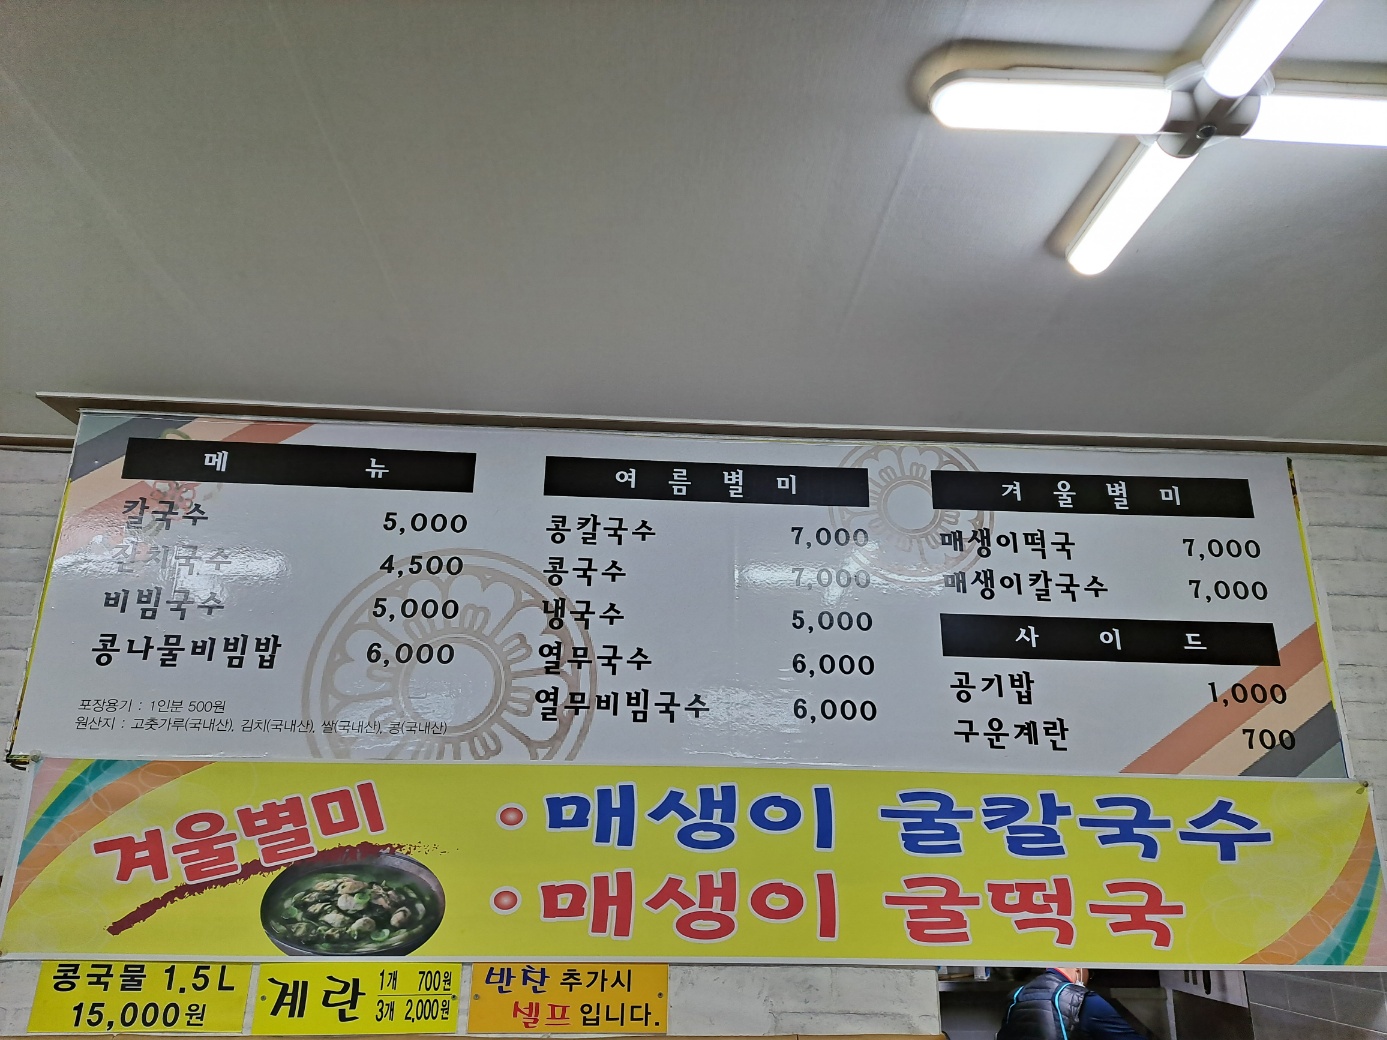 메 뉴
칼국수 5,000
잔치국수 4,500
비빔국수 5,000
콩나물비빔밥 6,000
포장용기 : 1인분 500원
원산지 : 고춧가루(국내산), 김치(국내산), 쌀(국내산), 콩(국내산)
여 름 별 미
콩칼국수 7,000
콩국수 7,000
냉국수 5,000
열무국수 6,000
열무비빔국수 6,000
겨 울 별 미
매생이떡국 7,000
매생이칼국수 7,000
사 이 드
공기밥 1,000
구운계란 700
겨울별미
•매생이 굴칼국수
•매생이 굴떡국
콩국물 1.5L
15,000원
계란
1개 700원
3개 2,000원
반찬 추가시
셀프입니다.